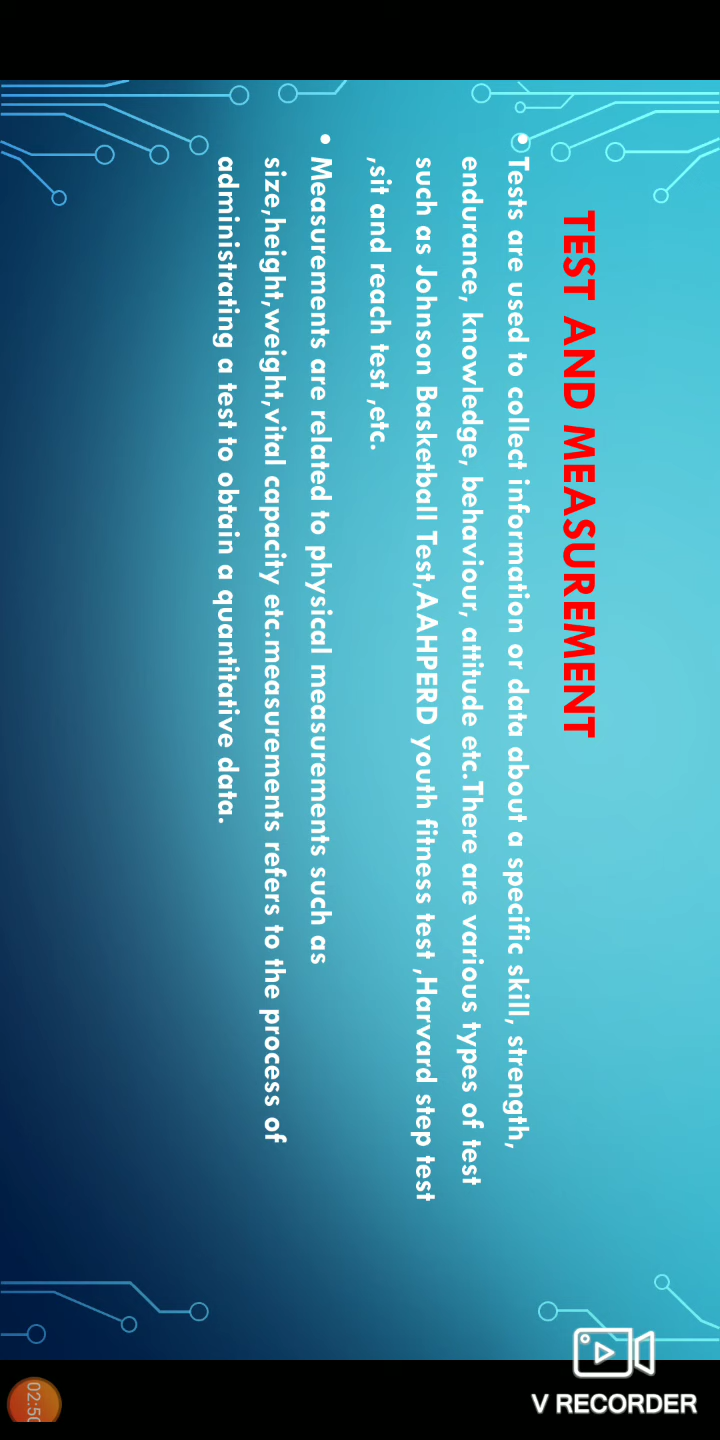 TEST AND MEASUREMENT
• Tests are used to collect information or data about a specific skill, strength,
endurance, knowledge, behaviour, attitude etc.There are various types of test
such as Johnson Basketball Test,AAHPERD youth fitness test ,Harvard step test
,sit and reach test ,etc.
• Measurements are related to physical measurements such as
size,height,weight,vital capacity etc.measurements refers to the process of
administrating a test to obtain a quantitative data.
V RECORDER